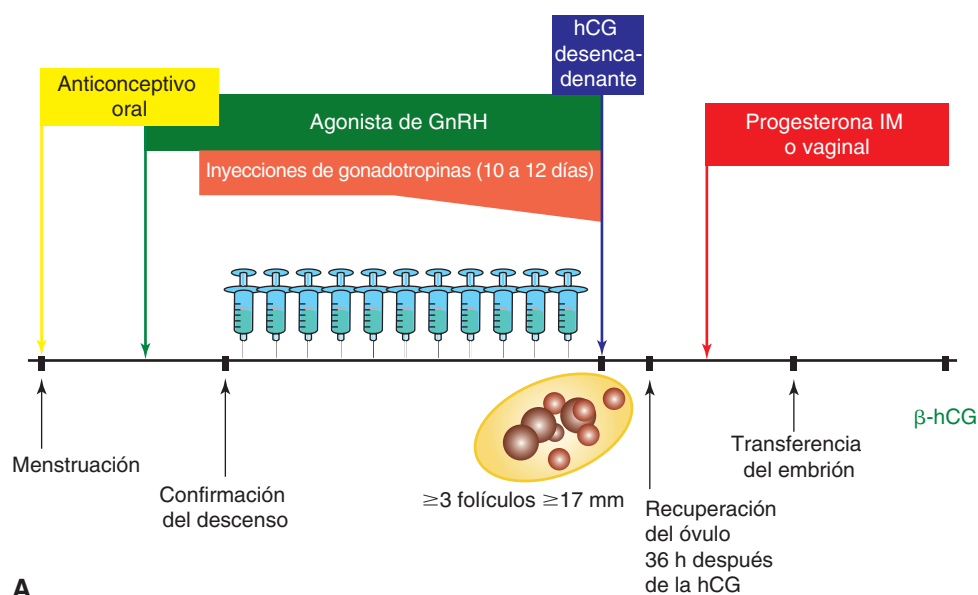 hCG
desenca-
denante
Anticonceptivo
oral
Agonista de GnRH
Progesterona IM
o vaginal
Inyecciones de gonadotropinas (10 a 12 días)
β-hCG
Menstruación
Confirmación
del descenso
≥3 folículos ≥17 mm
Transferencia
del embrión
Recuperación
del óvulo
36 h después
de la hCG
A